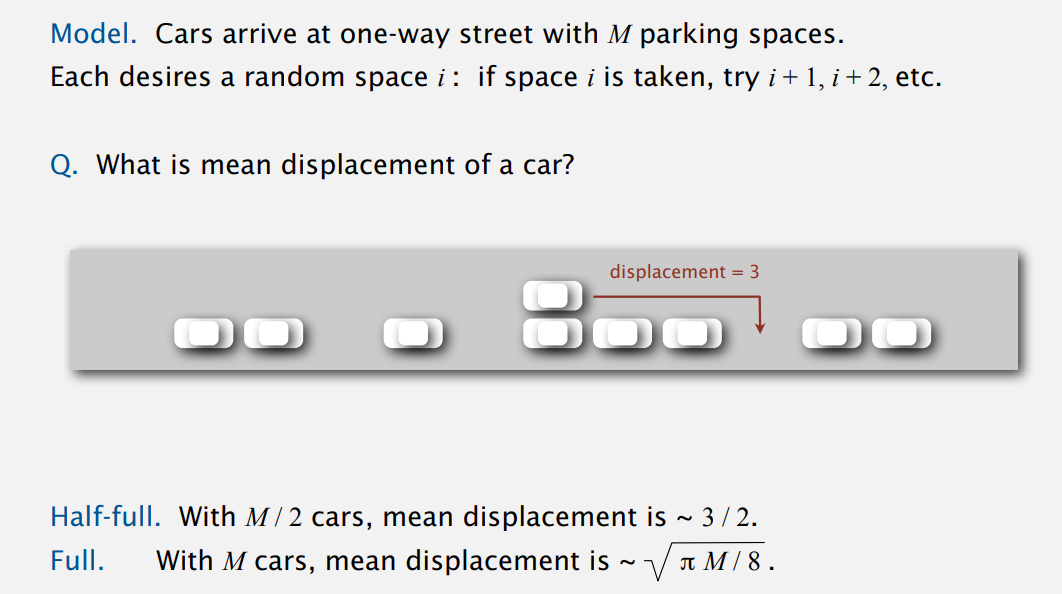 Model. Cars arrive at one-way street with M parking spaces.
Each desires a random space i : if space i is taken, try i + 1, i + 2, etc.
Q. What is mean displacement of a car?
displacement = 3
Half-full. With M / 2 cars, mean displacement is ~ 3 / 2.
Full. With M cars, mean displacement is ~ √π M / 8 .